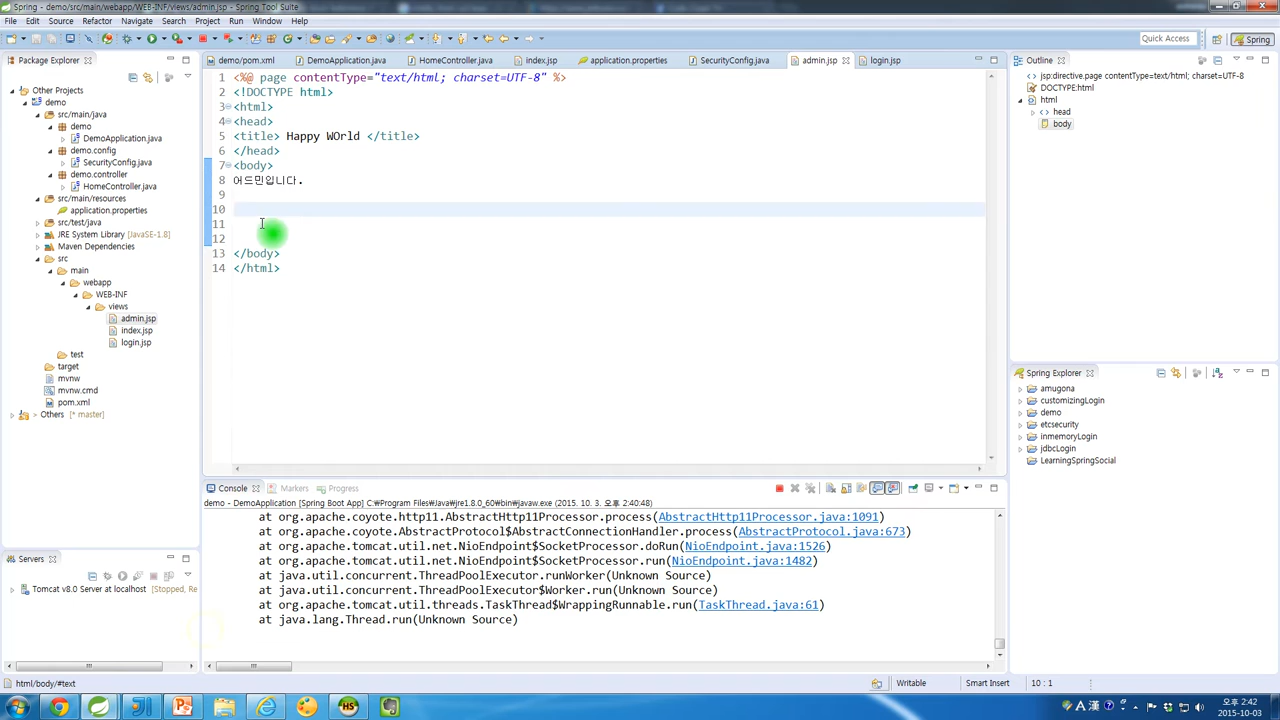 Spring - demo/src/main/webapp/WEB-INF/views/admin.jsp - Spring Tool Suite
File Edit Source Refactor Navigate Search Project Run Window Help
Quick Access
Spring
Package Explorer
Other Projects
demo
src/main/java
demo
DemoApplication.java
demo.config
SecurityConfig.java
demo.controller
HomeController.java
src/main/resources
application.properties
src/test/java
JRE System Library [JavaSE-1.8]
Maven Dependencies
src
main
webapp
WEB-INF
views
admin.jsp
index.jsp
login.jsp
test
target
mvnw
mvnw.cmd
pom.xml
> Others [* master]
Servers
Tomcat v8.0 Server at localhost [Stopped, Re
demo/pom.xml DemoApplication.java HomeController.java index.jsp application.properties SecurityConfig.java admin.jsp login.jsp
1 <%@ page contentType="text/html; charset=UTF-8" %>
2 <!DOCTYPE html>
3 <html>
4 <head>
5 <title> Happy WOrld </title>
6 </head>
7 <body>
8 어드민입니다.
9
10
11
12
13 </body>
14 </html>
Console Markers Progress
demo - DemoApplication [Spring Boot App] C:₩Program Files₩Java₩jre1.8.0_60₩bin₩javaw.exe (2015. 10. 3. 오후 2:40:48)
at org.apache.coyote.http11.AbstractHttp11Processor.process(AbstractHttp11Processor.java:1091)
at org.apache.coyote.AbstractProtocol$AbstractConnectionHandler.process(AbstractProtocol.java:673)
at org.apache.tomcat.util.net.NioEndpoint$SocketProcessor.doRun(NioEndpoint.java:1526)
at org.apache.tomcat.util.net.NioEndpoint$SocketProcessor.run(NioEndpoint.java:1482)
at java.util.concurrent.ThreadPoolExecutor.runWorker(Unknown Source)
at java.util.concurrent.ThreadPoolExecutor$Worker.run(Unknown Source)
at org.apache.tomcat.util.threads.TaskThread$WrappingRunnable.run(TaskThread.java:61)
at java.lang.Thread.run(Unknown Source)
Outline
jsp:directive.page contentType=text/html; charset=UTF-8
DOCTYPE:html
html
head
body
Spring Explorer
amugona
customizingLogin
demo
etcsecurity
inmemoryLogin
jdbcLogin
LearningSpringSocial
html/body/#text
Writable
Smart Insert
10 : 1
A 漢
오후 2:42
2015-10-03